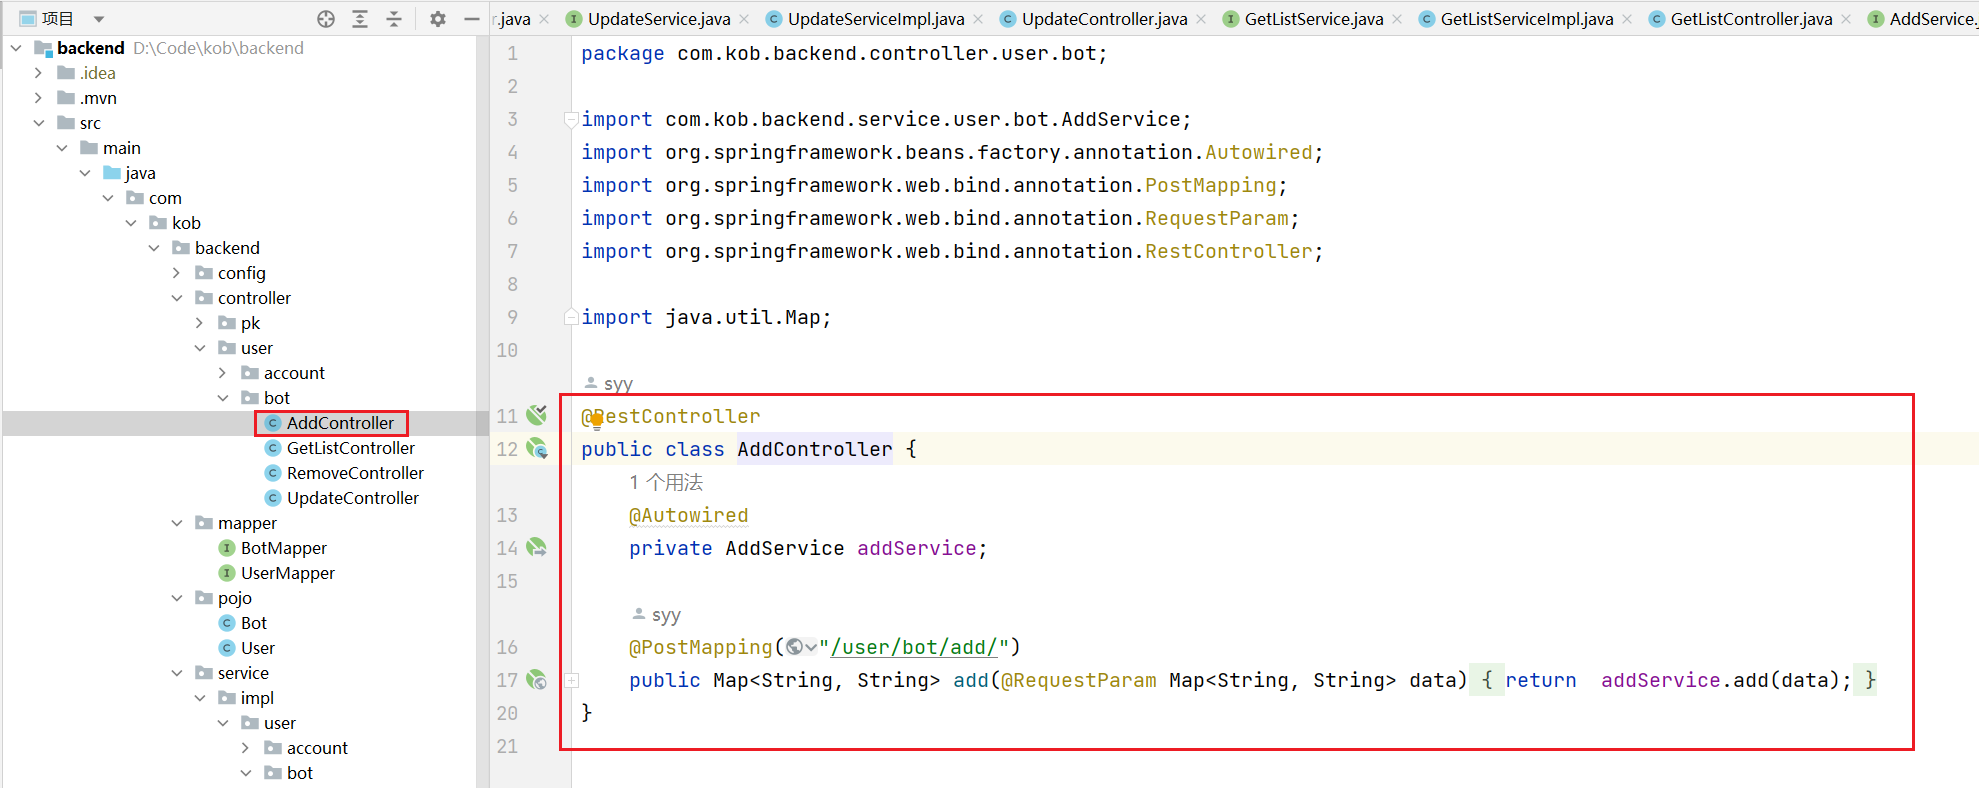 项目
backend D:\Code\kob\backend
.idea
.mvn
src
main
java
com
kob
backend
config
controller
pk
user
account
bot
AddController
GetListController
RemoveController
UpdateController
mapper
BotMapper
UserMapper
pojo
Bot
User
service
impl
user
account
bot
r.java UpdateService.java UpdateServiceImpl.java UpdateController.java GetListService.java GetListServiceImpl.java GetListController.java AddService.
1 package com.kob.backend.controller.user.bot;
2
3 import com.kob.backend.service.user.bot.AddService;
4 import org.springframework.beans.factory.annotation.Autowired;
5 import org.springframework.web.bind.annotation.PostMapping;
6 import org.springframework.web.bind.annotation.RequestParam;
7 import org.springframework.web.bind.annotation.RestController;
8
9 import java.util.Map;
10
syy
11 @RestController
12 public class AddController {
1 个用法
13 @Autowired
14 private AddService addService;
15
syy
16 @PostMapping("/user/bot/add/")
17 public Map<String, String> add(@RequestParam Map<String, String> data) { return addService.add(data); }
20 }
21